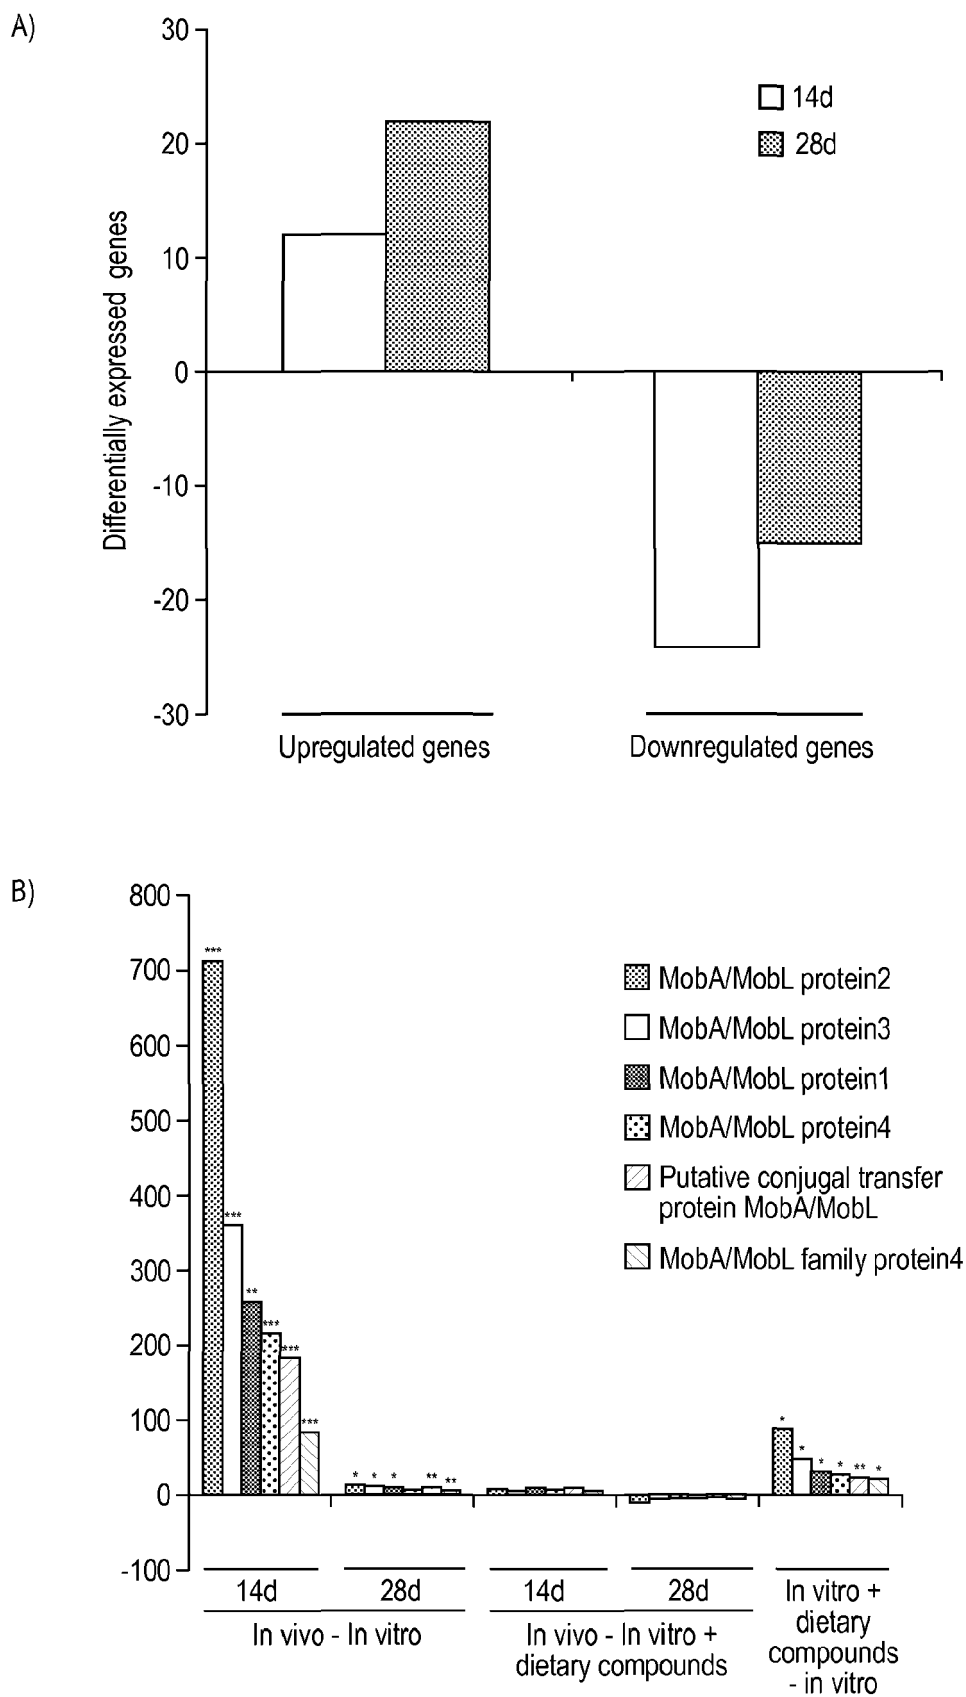 A)
30
20
10
0
-10
-20
-30
Differentially expressed genes
14d
28d
Upregulated genes
Downregulated genes
B)
800
700
600
500
400
300
200
100
0
-100
***
***
**
***
***
***
*
*
*
**
**
*
*
*
*
**
*
MobA/MobL protein2
MobA/MobL protein3
MobA/MobL protein1
MobA/MobL protein4
Putative conjugal transfer
protein MobA/MobL
MobA/MobL family protein4
14d
28d
14d
28d
In vivo - In vitro
In vivo - In vitro +
dietary compounds
In vitro +
dietary
compounds
- in vitro